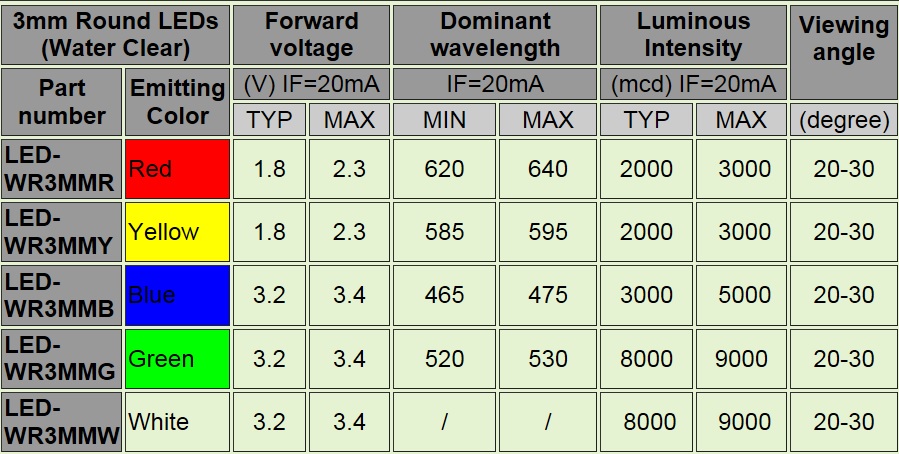 3mm Round LEDs (Water Clear) Forward voltage Dominant wavelength Luminous Intensity Viewing angle
Part number Emitting Color (V) IF=20mA IF=20mA (mcd) IF=20mA
TYP MAX MIN MAX TYP MAX (degree)
LED-WR3MMR Red 1.8 2.3 620 640 2000 3000 20-30
LED-WR3MMY Yellow 1.8 2.3 585 595 2000 3000 20-30
LED-WR3MMB Blue 3.2 3.4 465 475 3000 5000 20-30
LED-WR3MMG Green 3.2 3.4 520 530 8000 9000 20-30
LED-WR3MMW White 3.2 3.4 / / 8000 9000 20-30